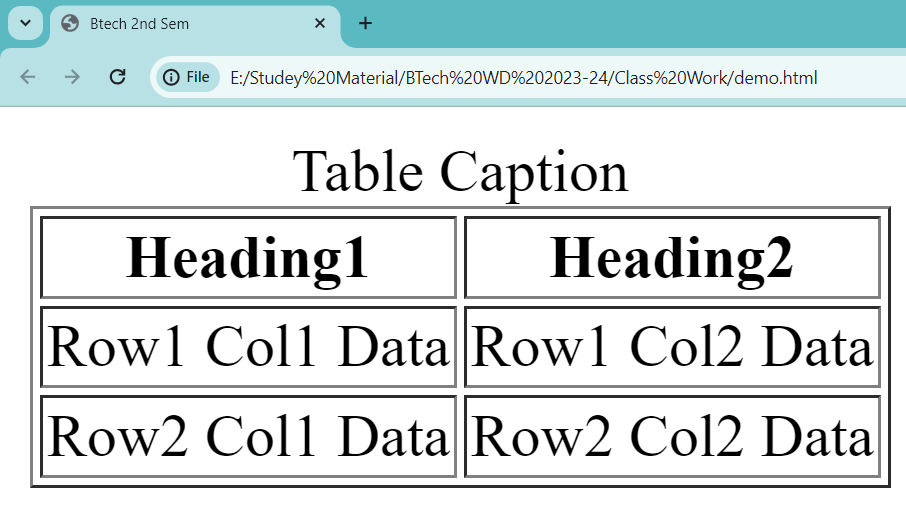 Btech 2nd Sem
File E:/Studey%20Material/BTech%20WD%202023-24/Class%20Work/demo.html
Table Caption
Heading1 Heading2
Row1 Col1 Data Row1 Col2 Data
Row2 Col1 Data Row2 Col2 Data